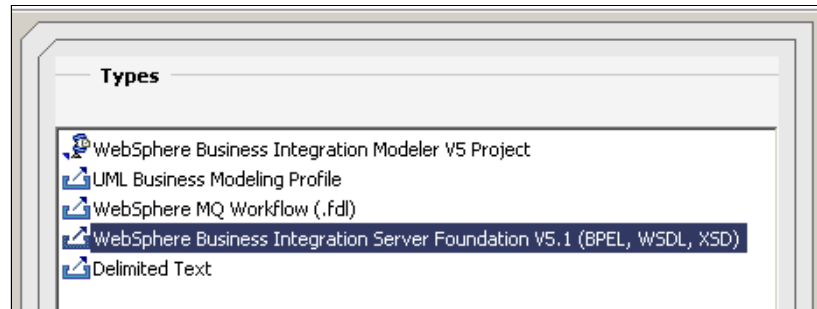 Types
WebSphere Business Integration Modeler V5 Project
UML Business Modeling Profile
WebSphere MQ Workflow (.fdl)
WebSphere Business Integration Server Foundation V5.1 (BPEL, WSDL, XSD)
Delimited Text